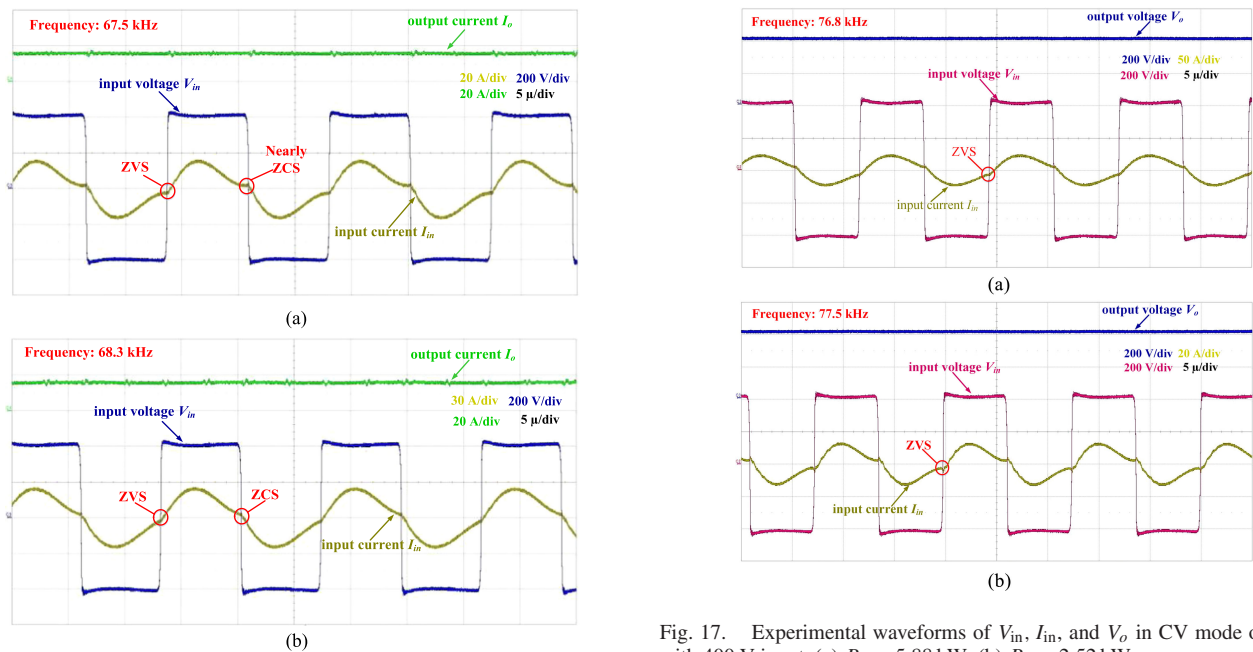 Frequency: 67.5 kHz
output current Io
20 A/div 200 V/div
20 A/div 5 μ/div
input voltage Vin
ZVS
Nearly
ZCS
input current Iin
(a)
Frequency: 68.3 kHz
output current Io
30 A/div 200 V/div
20 A/div 5 μ/div
input voltage Vin
ZVS
ZCS
input current Iin
(b)
Frequency: 76.8 kHz
output voltage Vo
200 V/div 50 A/div
200 V/div 5 μ/div
input voltage Vin
ZVS
input current Iin
(a)
Frequency: 77.5 kHz
output voltage Vo
200 V/div 20 A/div
200 V/div 5 μ/div
input voltage Vin
ZVS
input current Iin
(b)
Fig. 17. Experimental waveforms of Vin, Iin, and Vo in CV mode